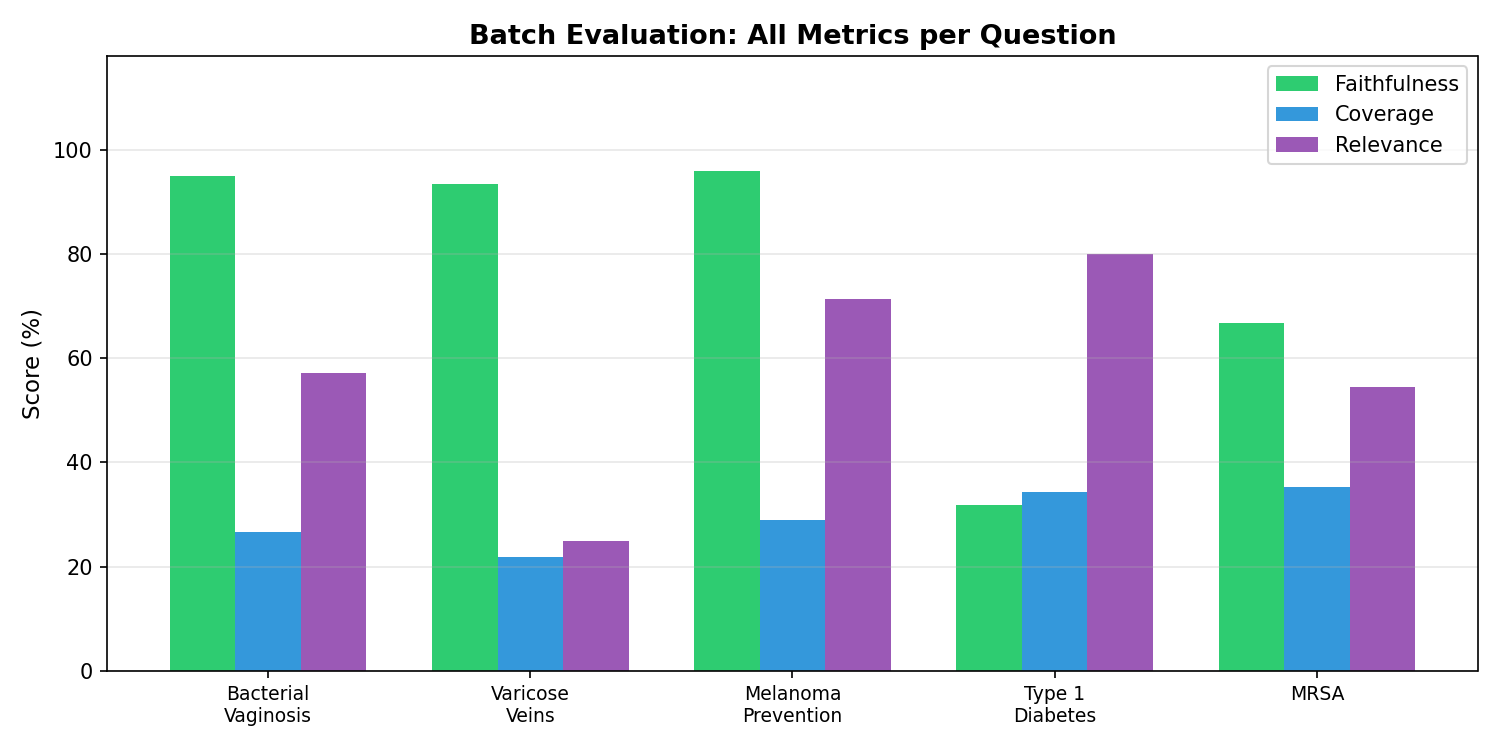 Batch Evaluation: All Metrics per Question
Faithfulness
Coverage
Relevance
Score (%)
100
80
60
40
20
0
Bacterial
Vaginosis
Varicose
Veins
Melanoma
Prevention
Type 1
Diabetes
MRSA